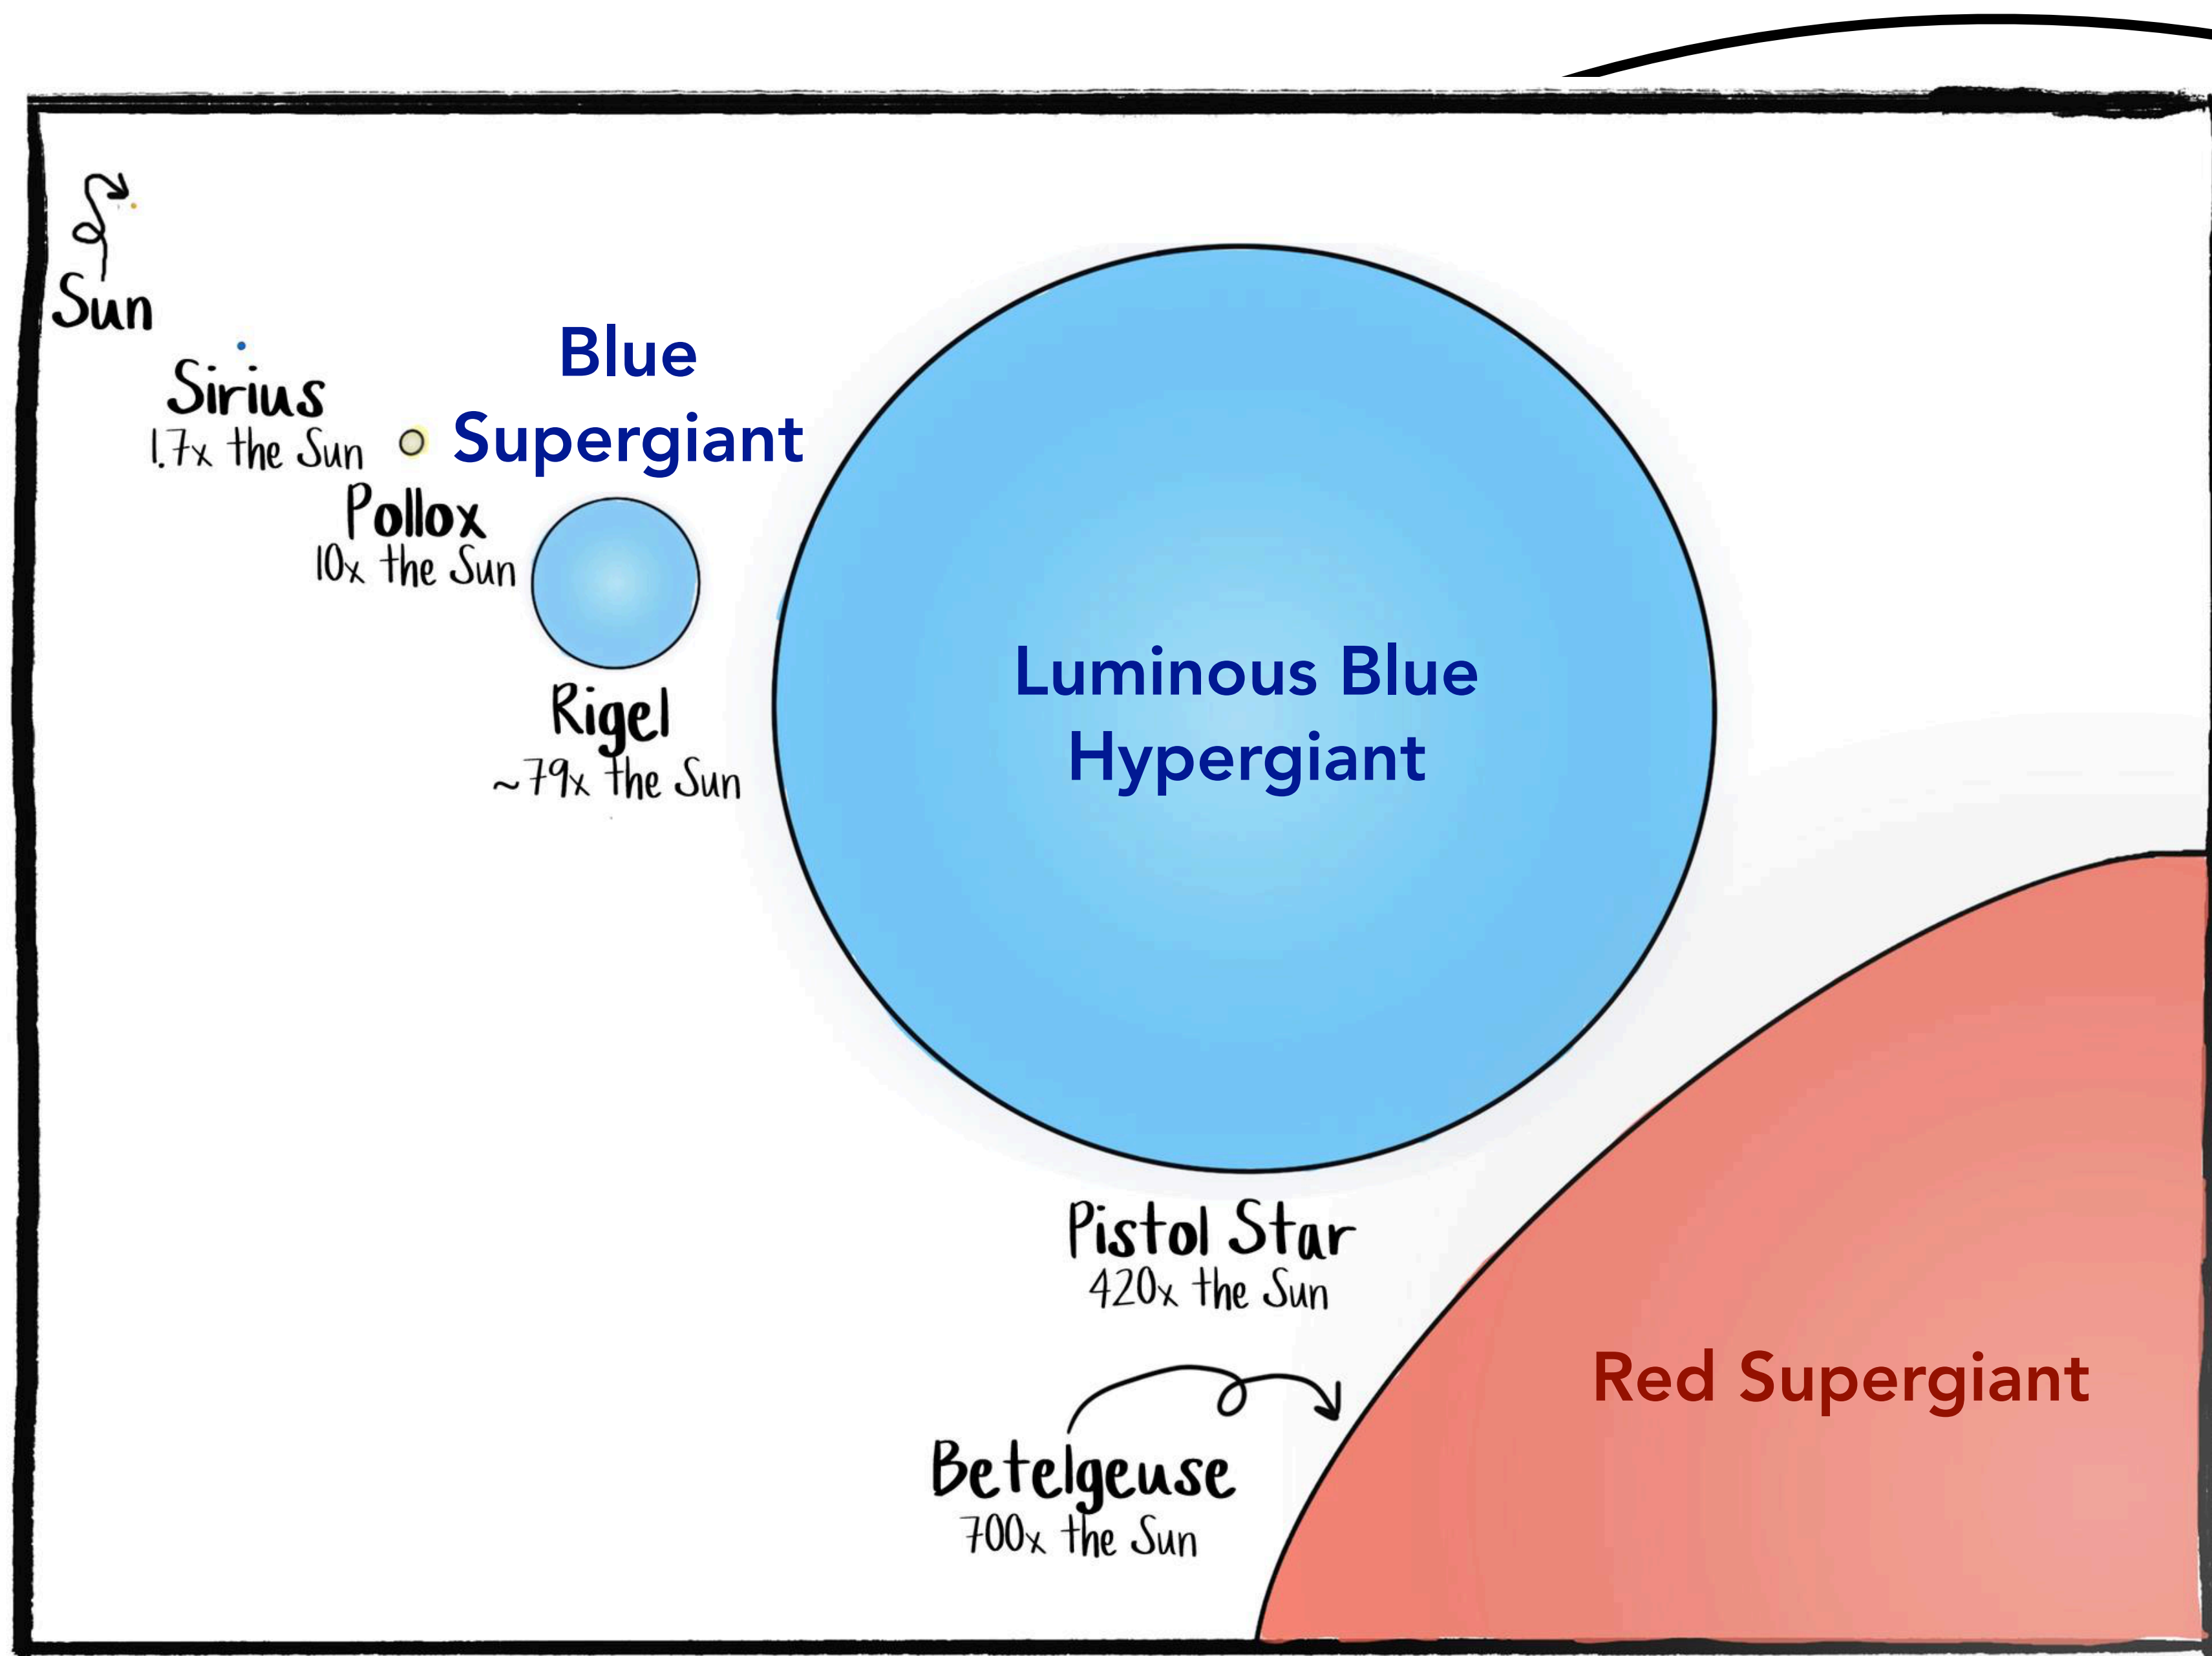 Sun
Sirius
1.7x the Sun
Pollox
10x the Sun
Blue
Supergiant
Rigel
~79x the Sun
Luminous Blue
Hypergiant
Pistol Star
420x the Sun
Betelgeuse
700x the Sun
Red Supergiant